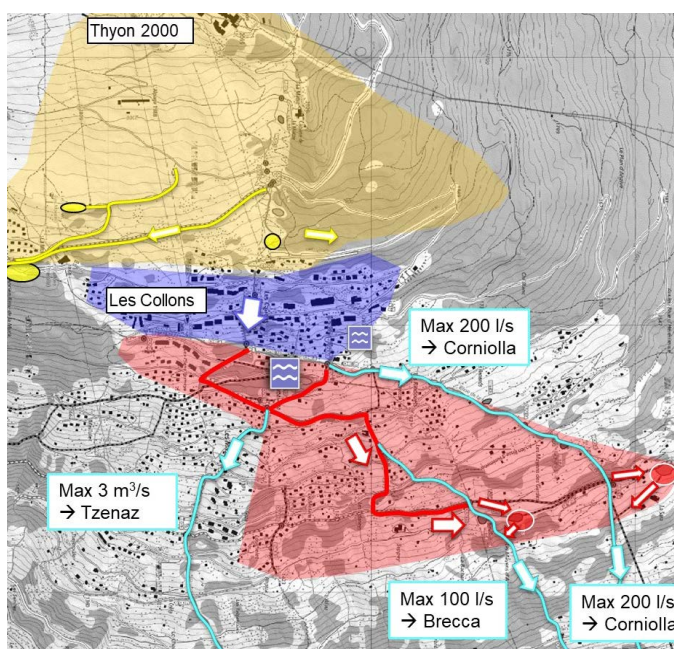 Thyon 2000
Les Collons
Max 200 l/s
→ Corniolla
Max 3 m³/s
→ Tzenaz
Max 100 l/s
→ Brecca
Max 200 l/s
→ Corniolla